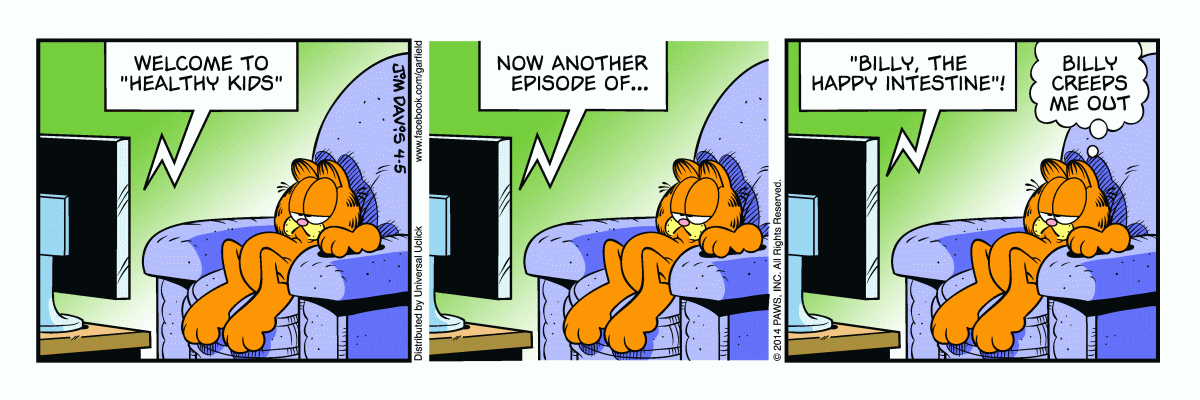 WELCOME TO
"HEALTHY KIDS"
JIM DAVIS 4-5
www.facebook.com/garfield
Distributed by Universal Uclick
NOW ANOTHER
EPISODE OF...
© 2014 PAWS, INC. All Rights Reserved.
"BILLY, THE
HAPPY INTESTINE"!
BILLY
CREEPS
ME OUT